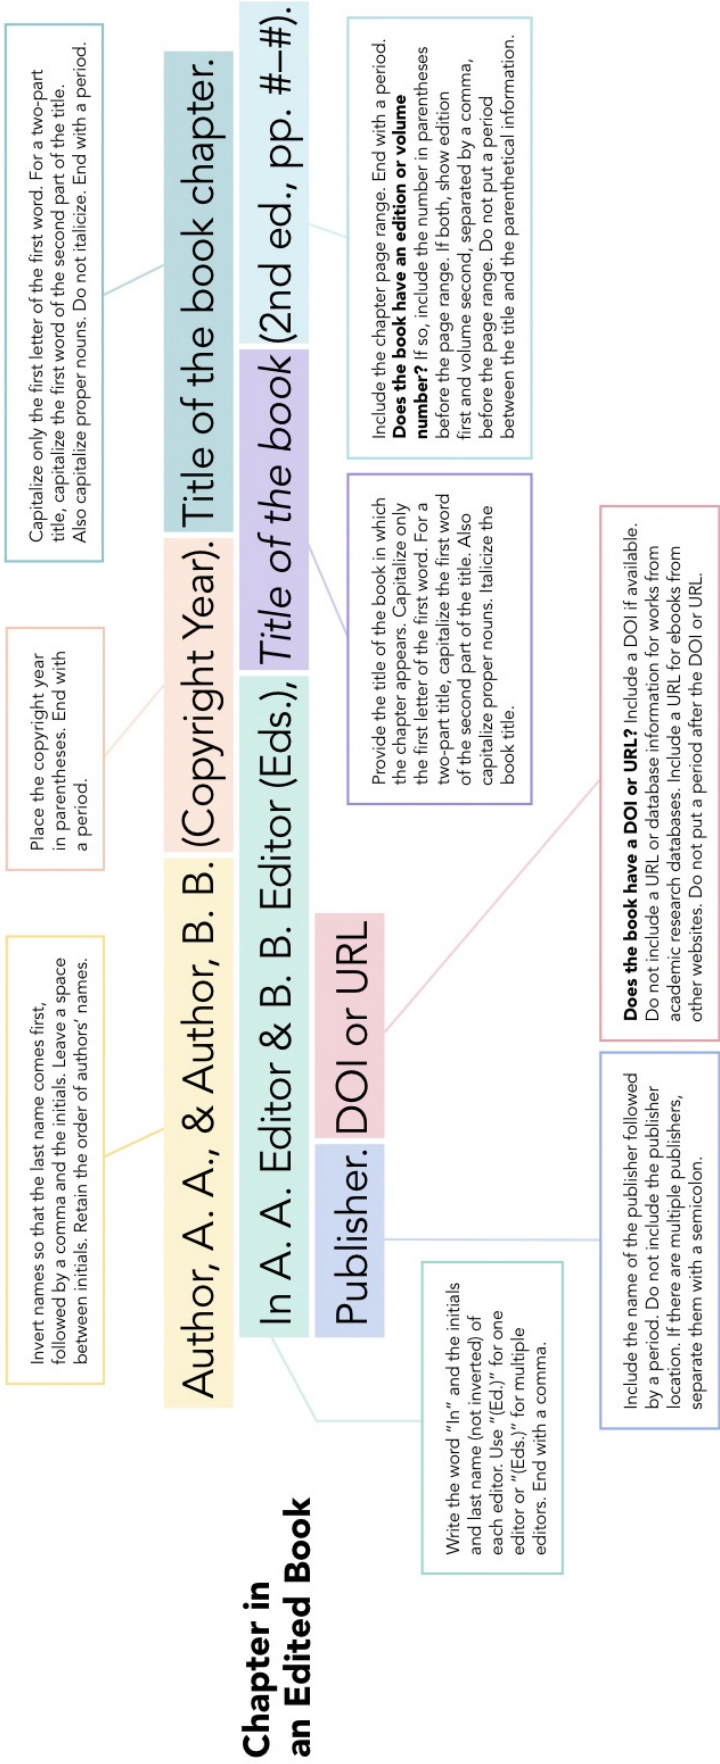 Chapter in
an Edited Book
Invert names so that the last name comes first,
followed by a comma and the initials. Leave a space
between initials. Retain the order of authors’ names.
Place the copyright year
in parentheses. End with
a period.
Capitalize only the first letter of the first word. For a two-part
title, capitalize the first word of the second part of the title.
Also capitalize proper nouns. Do not italicize. End with a period.
Author, A. A., & Author, B. B. (Copyright Year). Title of the book chapter.
In A. A. Editor & B. B. Editor (Eds.), Title of the book (2nd ed., pp. #–#).
Publisher. DOI or URL
Write the word “In” and the initials
and last name (not inverted) of
each editor. Use “(Ed.)” for one
editor or “(Eds.)” for multiple
editors. End with a comma.
Provide the title of the book in which
the chapter appears. Capitalize only
the first letter of the first word. For a
two-part title, capitalize the first word
of the second part of the title. Also
capitalize proper nouns. Italicize the
book title.
Include the chapter page range. End with a period.
Does the book have an edition or volume
number? If so, include the number in parentheses
before the page range. If both, show edition
first and volume second, separated by a comma,
before the page range. Do not put a period
between the title and the parenthetical information.
Include the name of the publisher followed
by a period. Do not include the publisher
location. If there are multiple publishers,
separate them with a semicolon.
Does the book have a DOI or URL? Include a DOI if available.
Do not include a URL or database information for works from
academic research databases. Include a URL for ebooks from
other websites. Do not put a period after the DOI or URL.